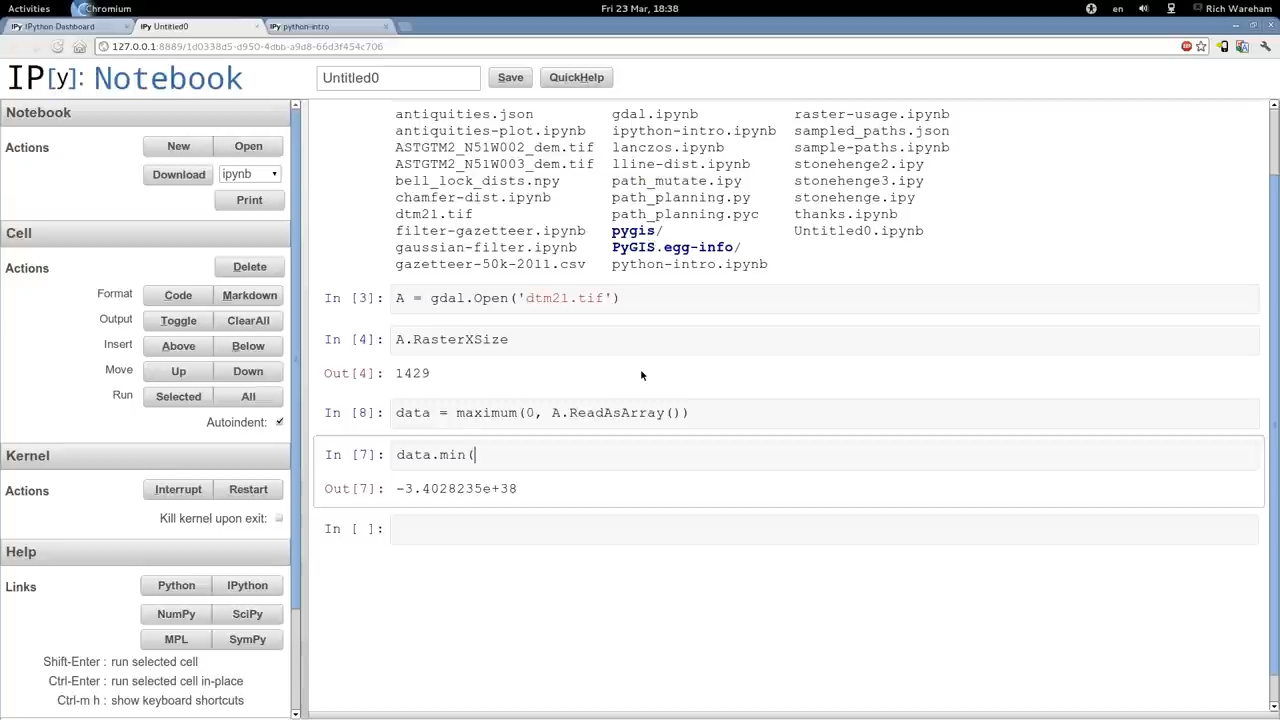 Activities Chromium Fri 23 Mar, 18:38 en Rich Wareham
IPy IPython Dashboard × IPy Untitled0 × IPy python-intro ×
127.0.0.1:8889/1d0338d5-d950-4dbb-a9d8-66d3f454c706
IP[y]: Notebook Untitled0 Save QuickHelp
Notebook
Actions New Open
Download ipynb
Print
Cell
Actions Delete
Format Code Markdown
Output Toggle ClearAll
Insert Above Below
Move Up Down
Run Selected All
Autoindent:
Kernel
Actions Interrupt Restart
Kill kernel upon exit:
Help
Links Python IPython
NumPy SciPy
MPL SymPy
Shift-Enter : run selected cell
Ctrl-Enter : run selected cell in-place
Ctrl-m h : show keyboard shortcuts
antiquities.json gdal.ipynb raster-usage.ipynb
antiquities-plot.ipynb ipython-intro.ipynb sampled_paths.json
ASTGTM2_N51W002_dem.tif lanczos.ipynb sample-paths.ipynb
ASTGTM2_N51W003_dem.tif lline-dist.ipynb stonehenge2.ipy
bell_lock_dists.npy path_mutate.ipy stonehenge3.ipy
chamfer-dist.ipynb path_planning.py stonehenge.ipy
dtm21.tif path_planning.pyc thanks.ipynb
filter-gazetteer.ipynb pygis/ Untitled0.ipynb
gaussian-filter.ipynb PyGIS.egg-info/
gazetteer-50k-2011.csv python-intro.ipynb
In [3]: A = gdal.Open('dtm21.tif')
In [4]: A.RasterXSize
Out[4]: 1429
In [8]: data = maximum(0, A.ReadAsArray())
In [7]: data.min(
Out[7]: -3.4028235e+38
In [ ]: